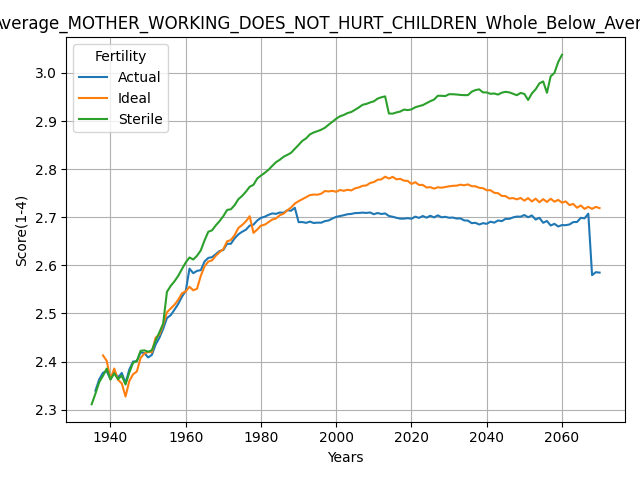 Average_MOTHER_WORKING_DOES_NOT_HURT_CHILDREN_Whole_Below_Aver
Fertility
Actual
Ideal
Sterile
Score(1-4)
3.0
2.9
2.8
2.7
2.6
2.5
2.4
2.3
1940 1960 1980 2000 2020 2040 2060
Years